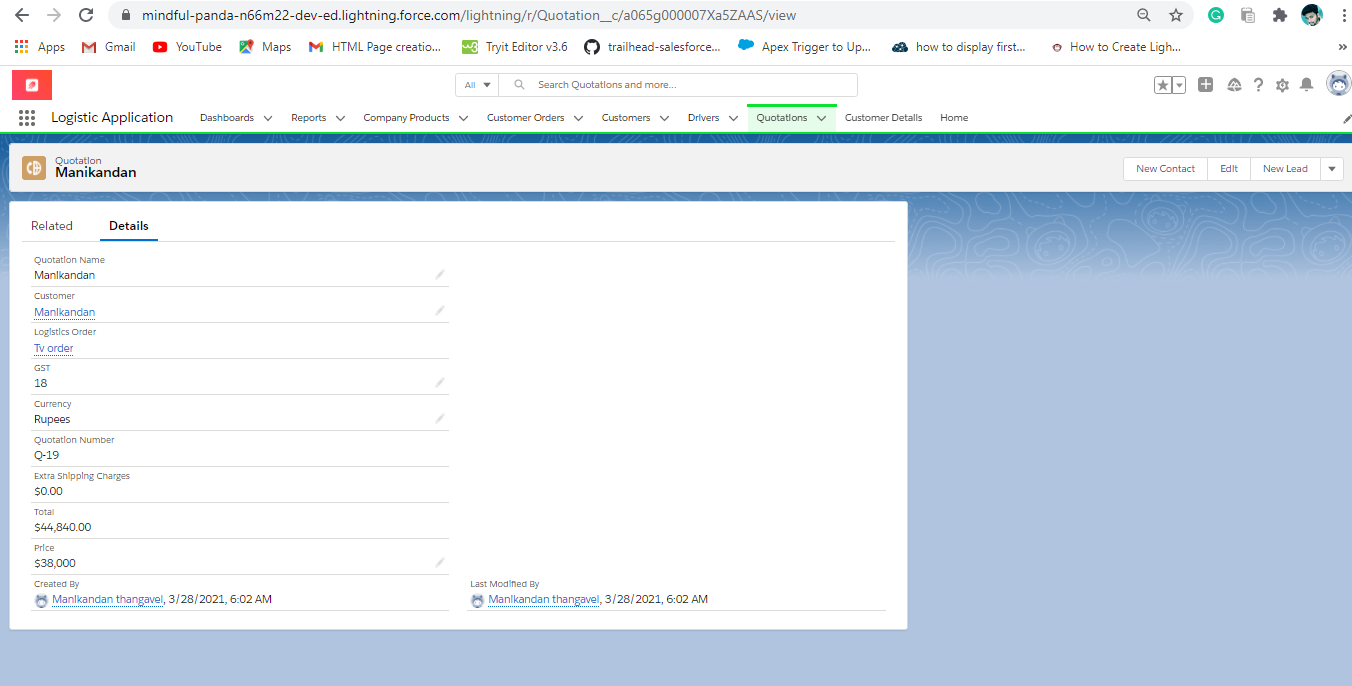 mindful-panda-n66m22-dev-ed.lightning.force.com/lightning/r/Quotation__c/a065g000007Xa5ZAAS/view
Apps Gmail YouTube Maps HTML Page creatio... Tryit Editor v3.6 trailhead-salesforce... Apex Trigger to Up... how to display first... How to Create Ligh... »
All Search Quotations and more...
Logistic Application Dashboards Reports Company Products Customer Orders Customers Drivers Quotations Customer Details Home
Quotation
Manikandan
New Contact Edit New Lead
Related Details
Quotation Name
Manikandan
Customer
Manikandan
Logistics Order
Tv order
GST
18
Currency
Rupees
Quotation Number
Q-19
Extra Shipping Charges
$0.00
Total
$44,840.00
Price
$38,000
Created By Last Modified By
Manikandan thangavel, 3/28/2021, 6:02 AM Manikandan thangavel, 3/28/2021, 6:02 AM